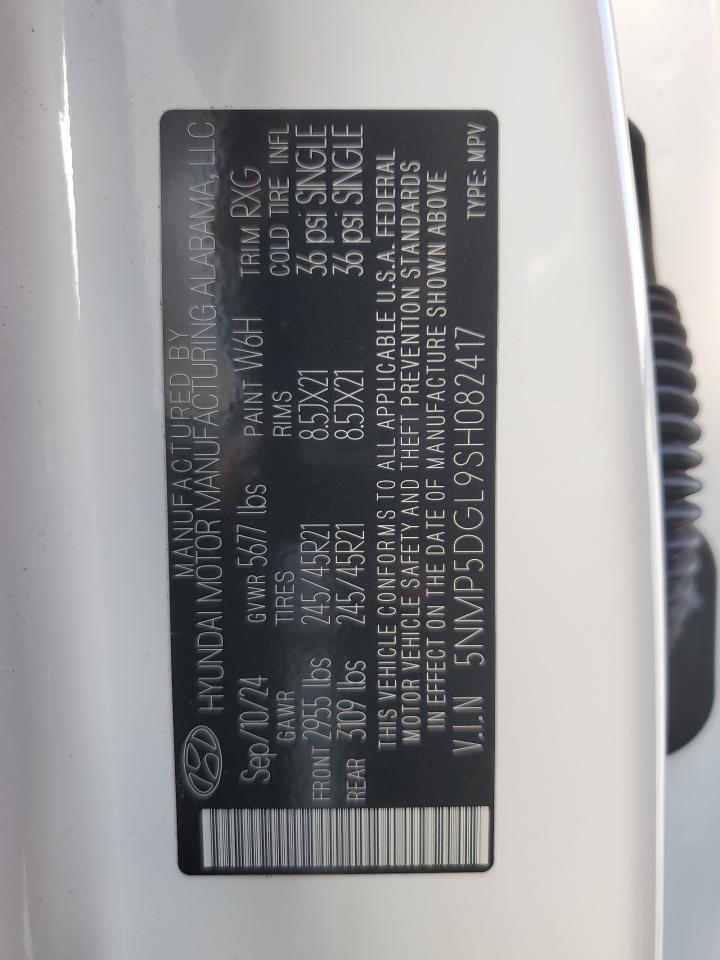 MANUFACTURED BY
HYUNDAI MOTOR MANUFACTURING ALABAMA, LLC
Sep/10/24 GVWR 5677 lbs PAINT W6H TRIM RXG
GAWR TIRES RIMS COLD TIRE INFL
FRONT 2955 lbs 245/45R21 8.5JX21 36 psi SINGLE
REAR 3109 lbs 245/45R21 8.5JX21 36 psi SINGLE
THIS VEHICLE CONFORMS TO ALL APPLICABLE U.S.A. FEDERAL
MOTOR VEHICLE SAFETY AND THEFT PREVENTION STANDARDS
IN EFFECT ON THE DATE OF MANUFACTURE SHOWN ABOVE
V.I.N 5NMP5DGL9SH082417 TYPE: MPV